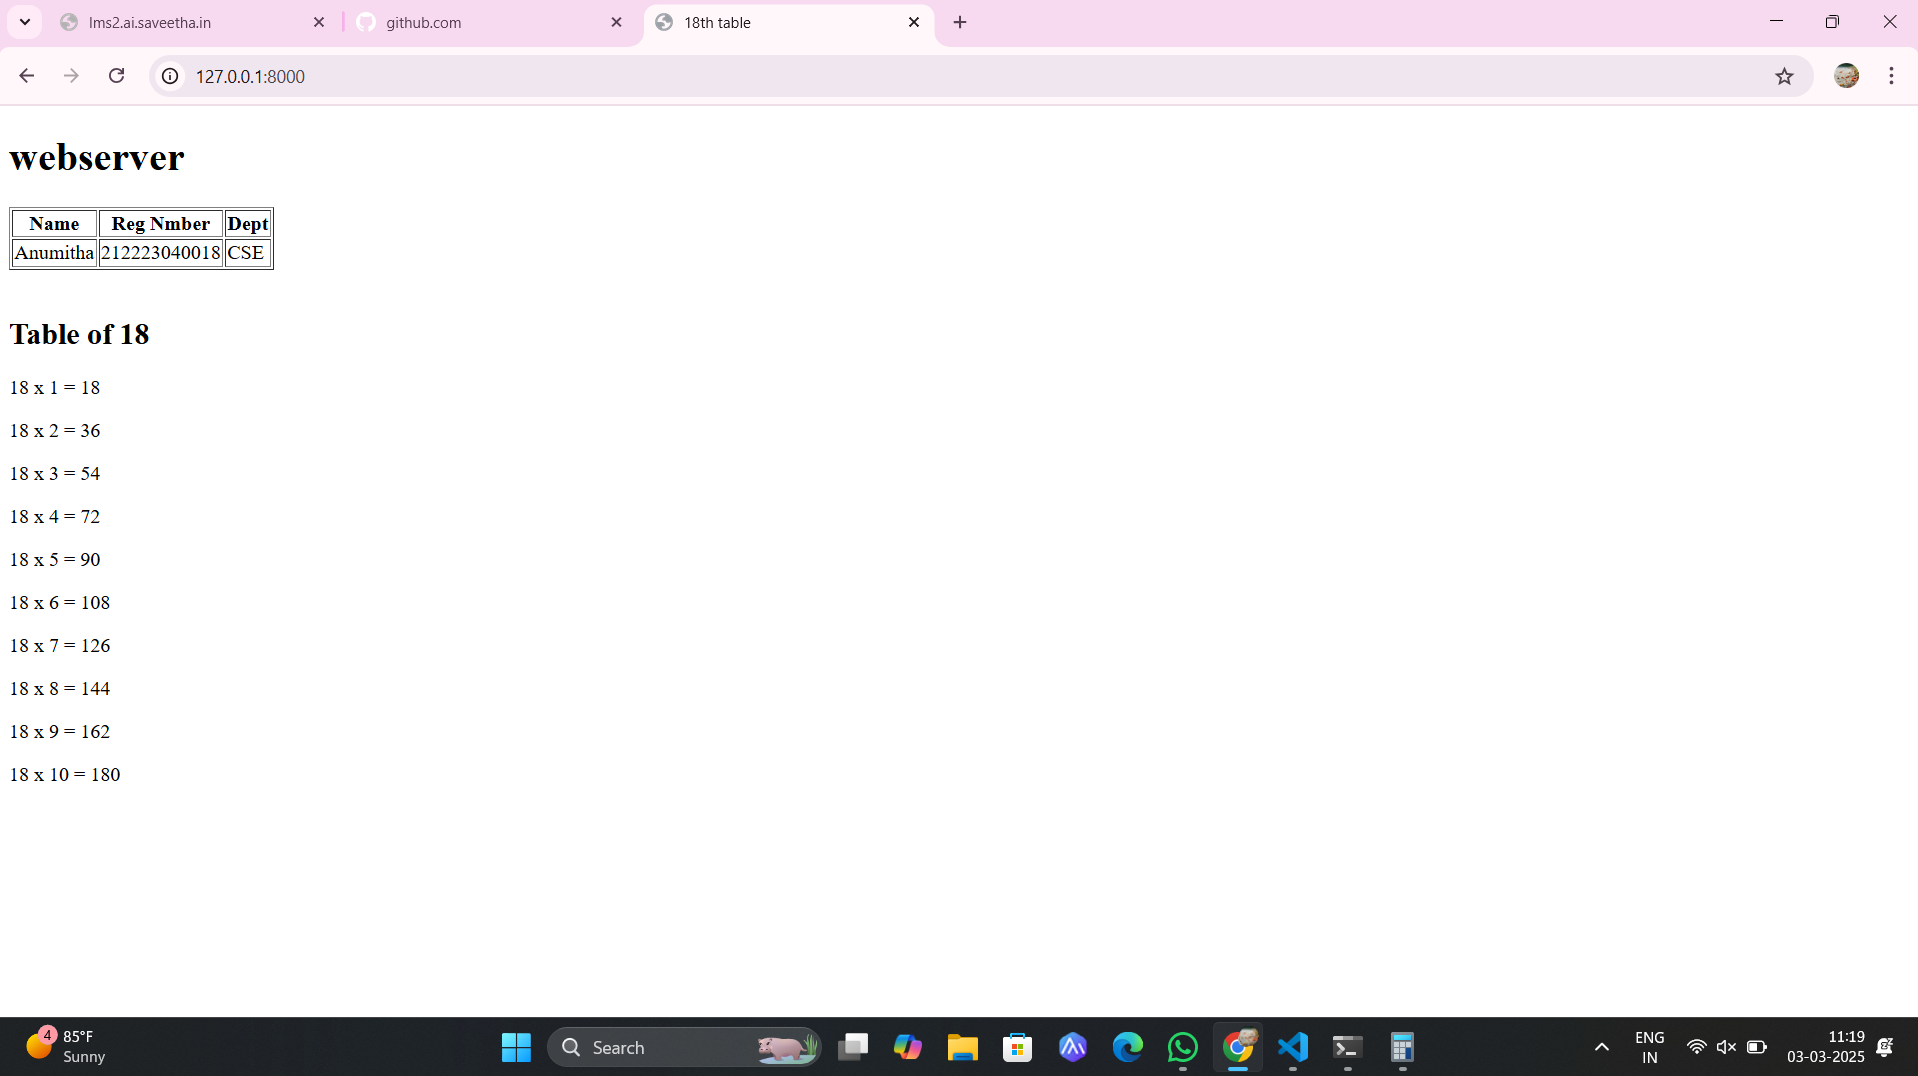 lms2.ai.saveetha.in
github.com
18th table
127.0.0.1:8000
webserver
Name Reg Nmber Dept
Anumitha 212223040018 CSE
Table of 18
18 x 1 = 18
18 x 2 = 36
18 x 3 = 54
18 x 4 = 72
18 x 5 = 90
18 x 6 = 108
18 x 7 = 126
18 x 8 = 144
18 x 9 = 162
18 x 10 = 180
4
85°F
Sunny
Search
ENG
IN
11:19
03-03-2025